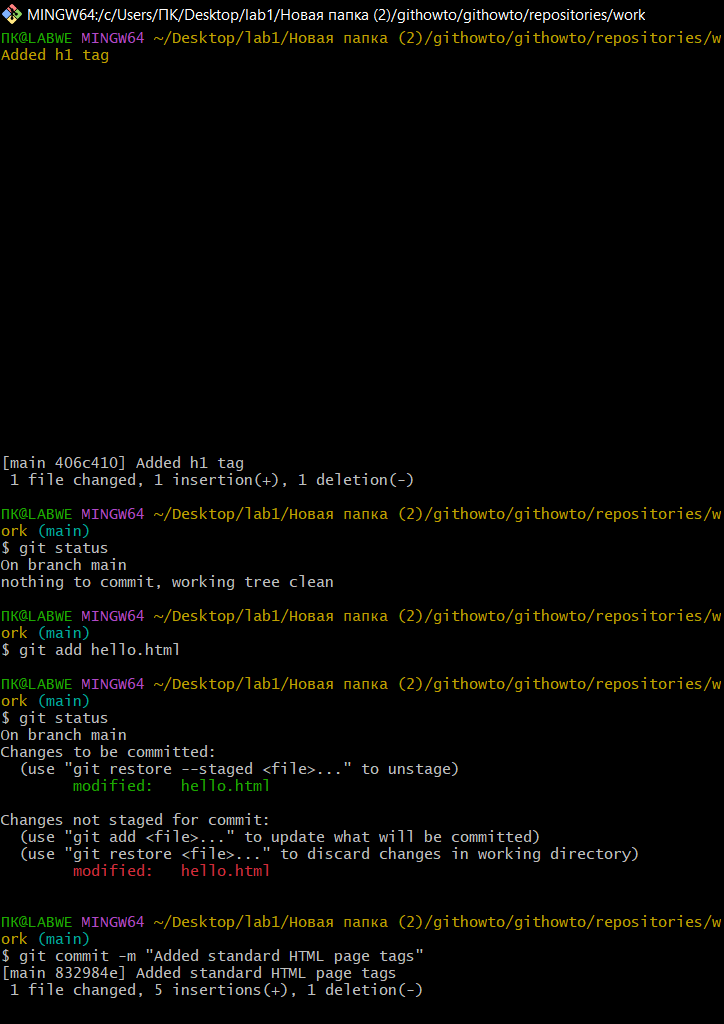 MINGW64:/c/Users/ПК/Desktop/lab1/Новая папка (2)/githowto/githowto/repositories/work
ПК@LABWE MINGW64 ~/Desktop/lab1/Новая папка (2)/githowto/githowto/repositories/w
Added h1 tag
[main 406c410] Added h1 tag
 1 file changed, 1 insertion(+), 1 deletion(-)
ПК@LABWE MINGW64 ~/Desktop/lab1/Новая папка (2)/githowto/githowto/repositories/w
ork (main)
$ git status
On branch main
nothing to commit, working tree clean
ПК@LABWE MINGW64 ~/Desktop/lab1/Новая папка (2)/githowto/githowto/repositories/w
ork (main)
$ git add hello.html
ПК@LABWE MINGW64 ~/Desktop/lab1/Новая папка (2)/githowto/githowto/repositories/w
ork (main)
$ git status
On branch main
Changes to be committed:
  (use "git restore --staged <file>..." to unstage)
        modified:   hello.html
Changes not staged for commit:
  (use "git add <file>..." to update what will be committed)
  (use "git restore <file>..." to discard changes in working directory)
        modified:   hello.html
ПК@LABWE MINGW64 ~/Desktop/lab1/Новая папка (2)/githowto/githowto/repositories/w
ork (main)
$ git commit -m "Added standard HTML page tags"
[main 832984e] Added standard HTML page tags
 1 file changed, 5 insertions(+), 1 deletion(-)